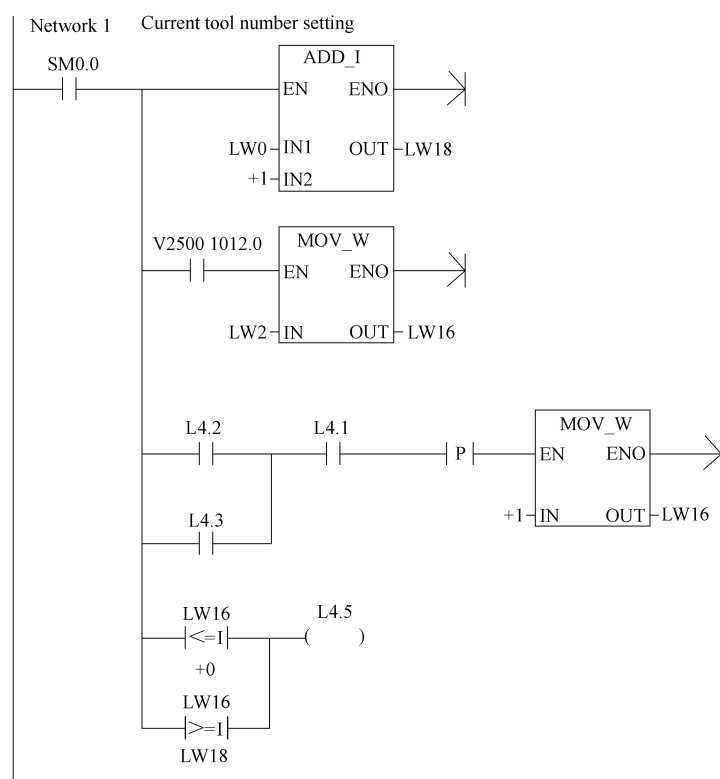 Network 1 Current tool number setting
SM0.0
ADD_I
EN ENO
LW0 IN1 OUT LW18
+1 IN2
V2500 1012.0
MOV_W
EN ENO
LW2 IN OUT LW16
L4.2 L4.1
MOV_W
P EN ENO
L4.3
+1 IN OUT LW16
LW16 L4.5
<=I ( )
+0
LW16
>=I
LW18